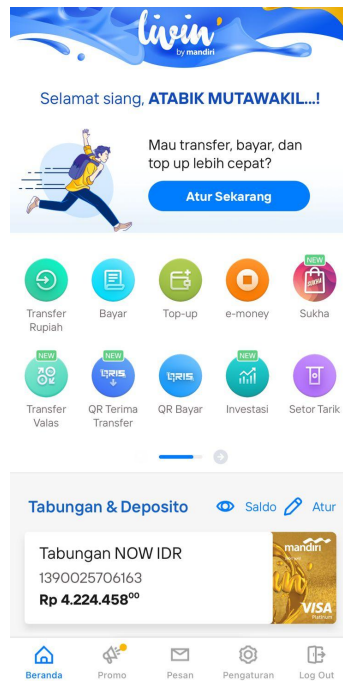 livin'
by mandiri
Selamat siang, ATABIK MUTAWAKIL...!
Mau transfer, bayar, dan
top up lebih cepat?
Atur Sekarang
NEW
Transfer
Rupiah
Bayar
Top-up
e-money
Sukha
NEW
NEW
NEW
QRIS
QRIS
Transfer
Valas
QR Terima
Transfer
QR Bayar
Investasi
Setor Tarik
Tabungan & Deposito
Saldo
Atur
Tabungan NOW IDR
1390025706163
Rp 4.224.458⁰⁰
mandiri
VISA
Platinum
Beranda
Promo
Pesan
Pengaturan
Log Out